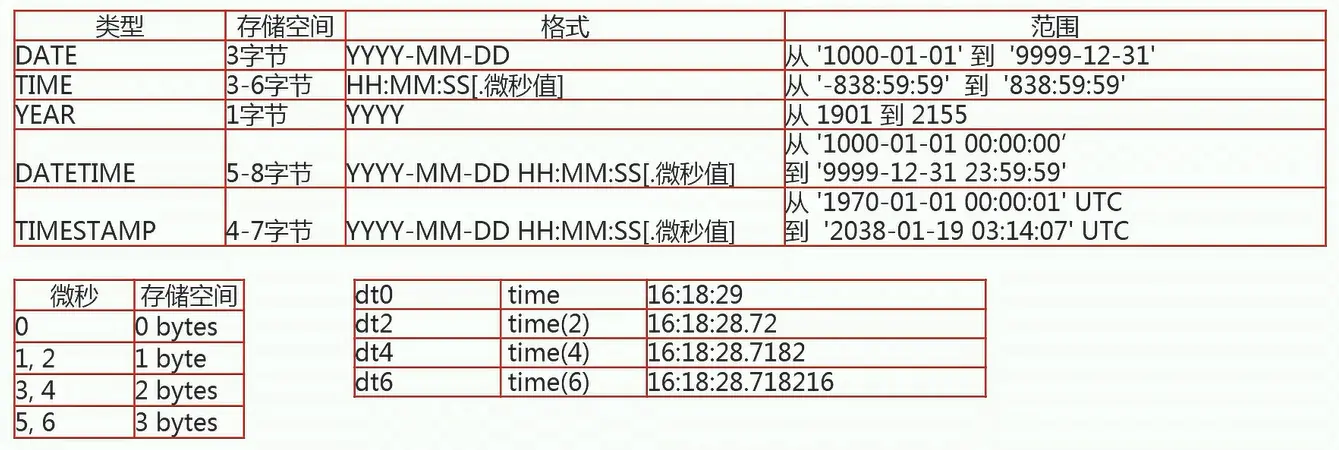 类型 存储空间 格式 范围
DATE 3字节 YYYY-MM-DD 从 '1000-01-01' 到 '9999-12-31'
TIME 3-6字节 HH:MM:SS[.微秒值] 从 '-838:59:59' 到 '838:59:59'
YEAR 1字节 YYYY 从 1901 到 2155
从 '1000-01-01 00:00:00’
DATETIME 5-8字节 YYYY-MM-DD HH:MM:SS[.微秒值] 到 '9999-12-31 23:59:59'
从 '1970-01-01 00:00:01' UTC
TIMESTAMP 4-7字节 YYYY-MM-DD HH:MM:SS[.微秒值] 到 '2038-01-19 03:14:07' UTC
微秒 存储空间
0 0 bytes
1, 2 1 byte
3, 4 2 bytes
5, 6 3 bytes
dt0 time 16:18:29
dt2 time(2) 16:18:28.72
dt4 time(4) 16:18:28.7182
dt6 time(6) 16:18:28.718216